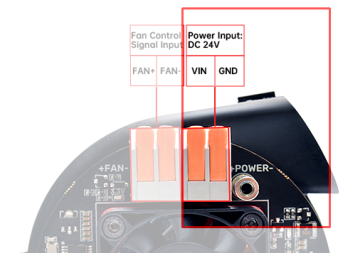 Fan Control
Signal Input
Power Input:
DC 24V
FAN+
FAN-
VIN
GND
+FAN-
+POWER-